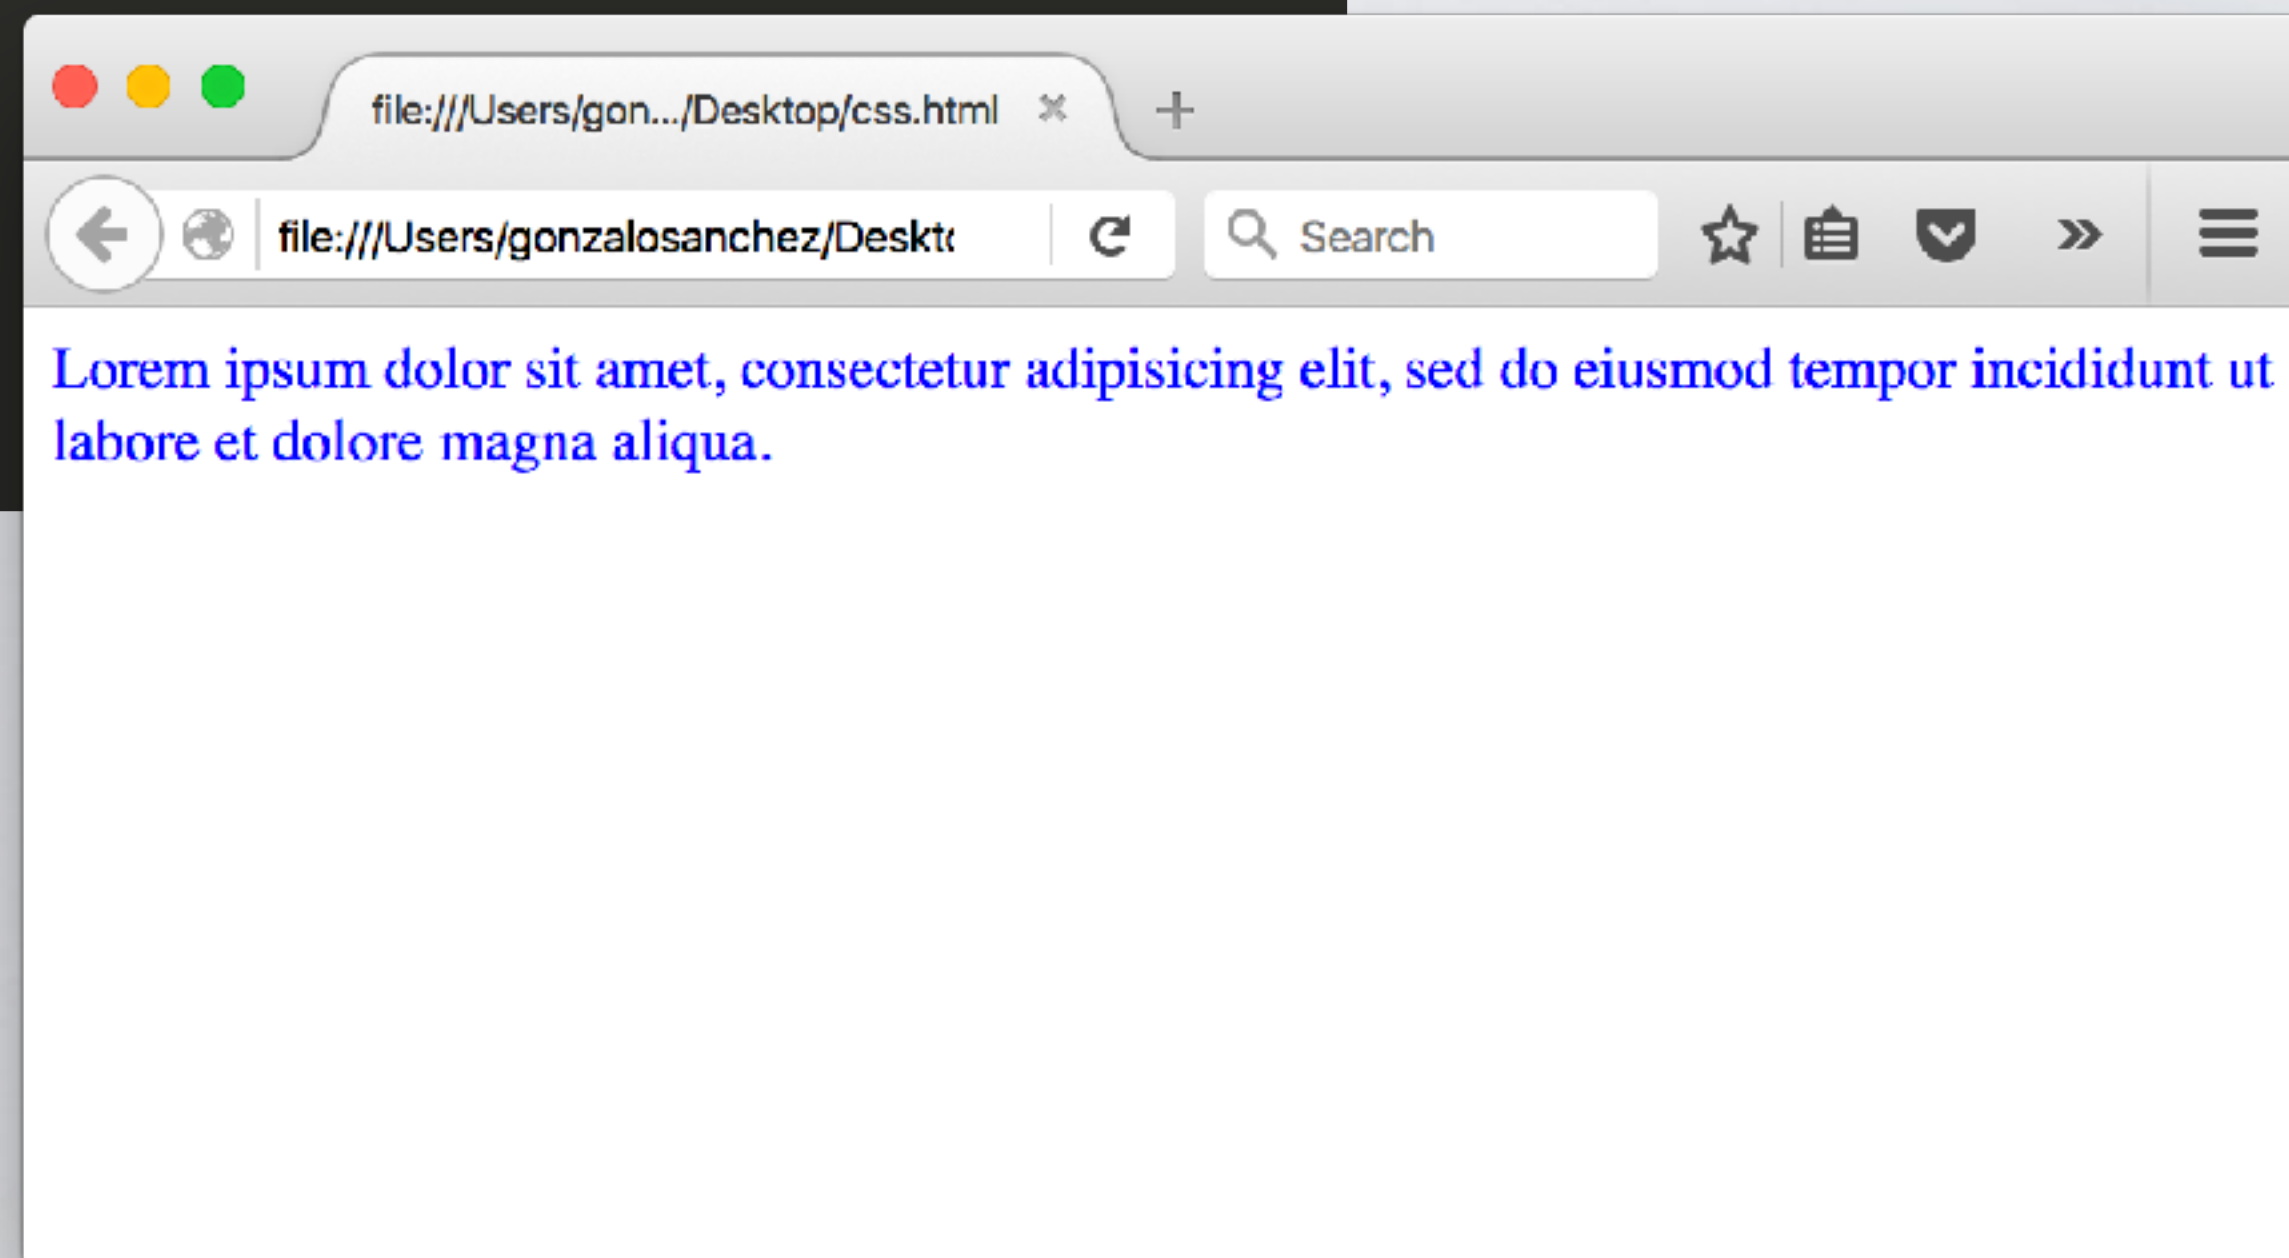 file:///Users/gon.../Desktop/css.html
file:///Users/gonzalosanchez/Deskto
Search
Lorem ipsum dolor sit amet, consectetur adipisicing elit, sed do eiusmod tempor incididunt ut
labore et dolore magna aliqua.